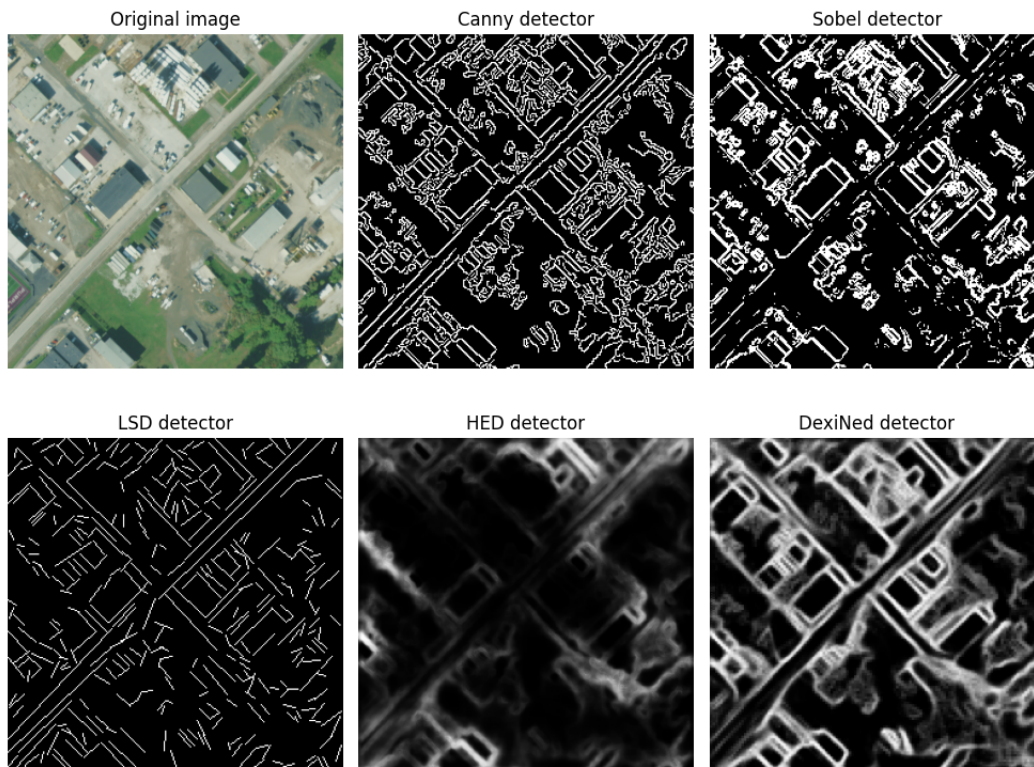 Original image
Canny detector
Sobel detector
LSD detector
HED detector
DexiNed detector